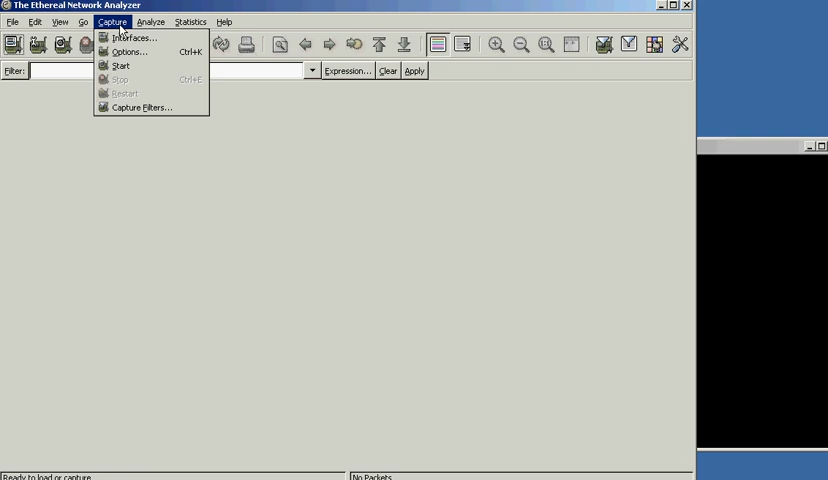 The Ethereal Network Analyzer
File Edit View Go Capture Analyze Statistics Help
Interfaces...
Options... Ctrl+K
Start
Stop Ctrl+E
Restart
Capture Filters...
Filter: Expression... Clear Apply
Ready to load or capture No Packets